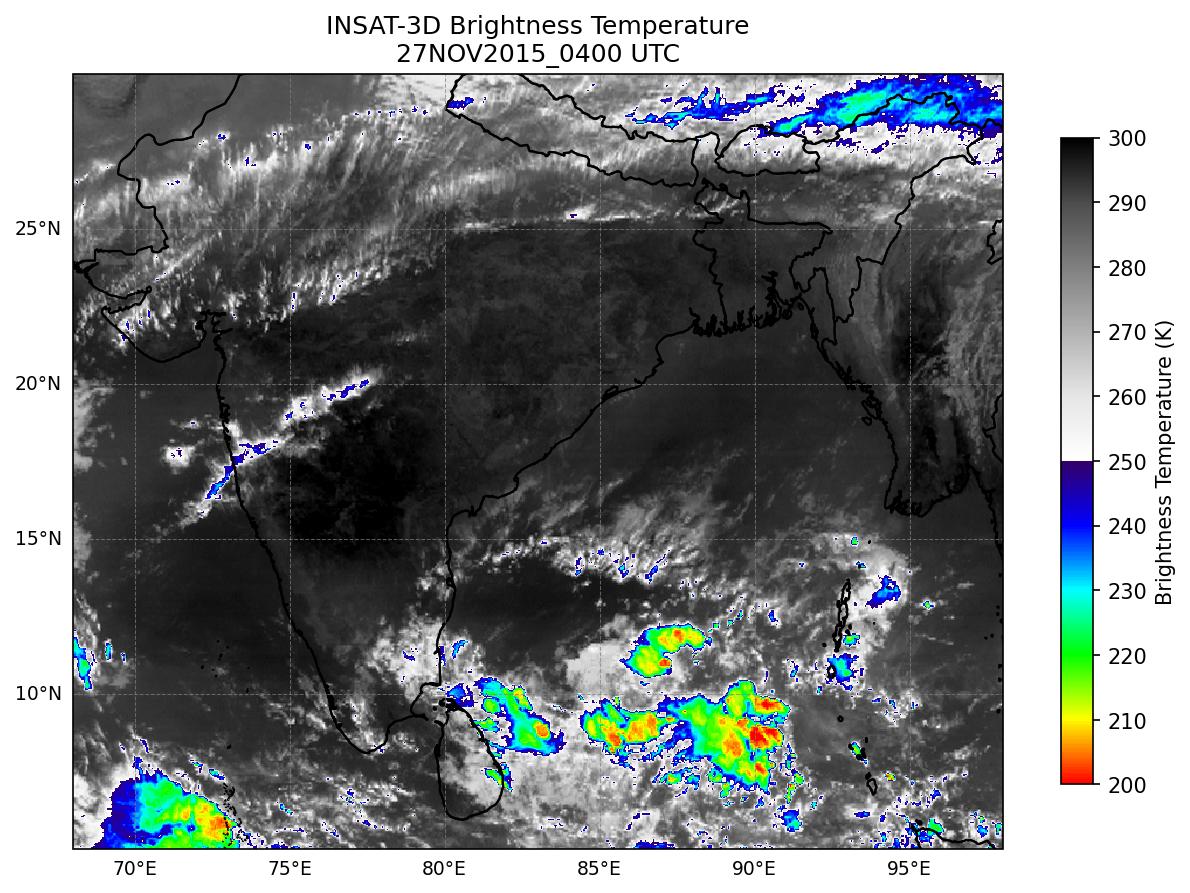 INSAT-3D Brightness Temperature
27NOV2015_0400 UTC
25°N
20°N
15°N
10°N
70°E
75°E
80°E
85°E
90°E
95°E
300
290
280
270
260
250
240
230
220
210
200
Brightness Temperature (K)